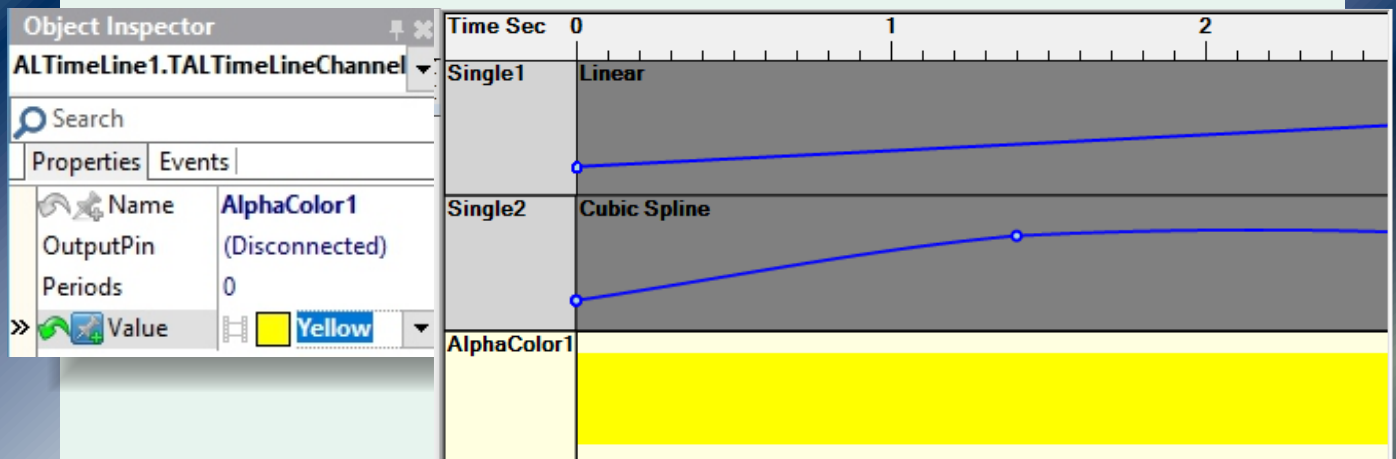 Object Inspector
ALTimeLine1.TALTimeLineChannel
Search
Properties Events
Name AlphaColor1
OutputPin (Disconnected)
Periods 0
Value Yellow
Time Sec 0 1 2
Single1 Linear
Single2 Cubic Spline
AlphaColor1